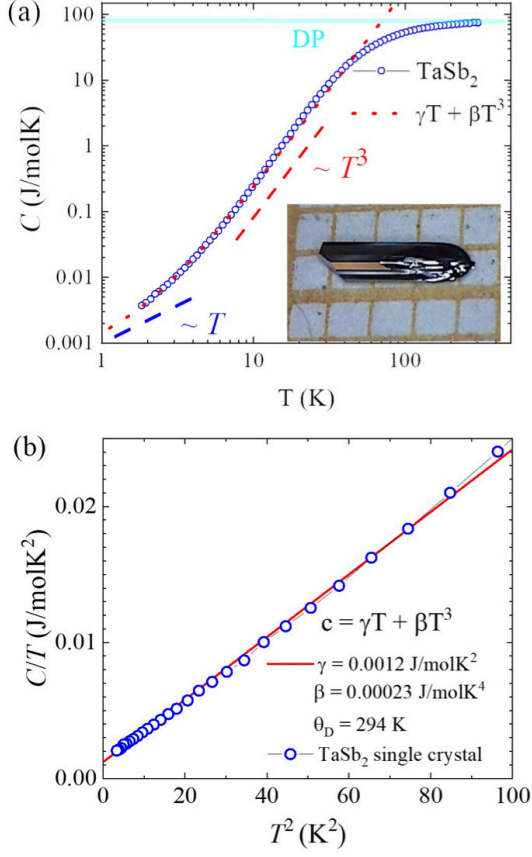 (a)
100
10
1
0.1
0.01
0.001
C (J/molK)
DP
TaSb₂
γT + βT³
~ T³
~ T
1
10
100
T (K)
(b)
0.02
0.01
0.00
C/T (J/molK²)
c = γT + βT³
γ = 0.0012 J/molK²
β = 0.00023 J/molK⁴
θ_D = 294 K
TaSb₂ single crystal
0 20 40 60 80 100
T² (K²)